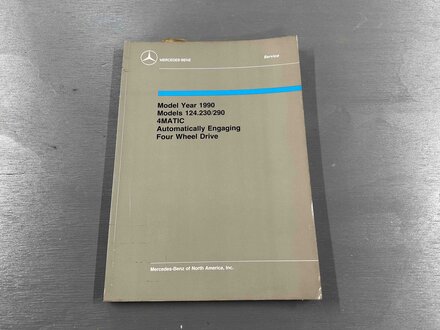 MERCEDES-BENZ
Service
Model Year 1990
Models 124.230/290
4MATIC
Automatically Engaging
Four Wheel Drive
Mercedes-Benz of North America, Inc.